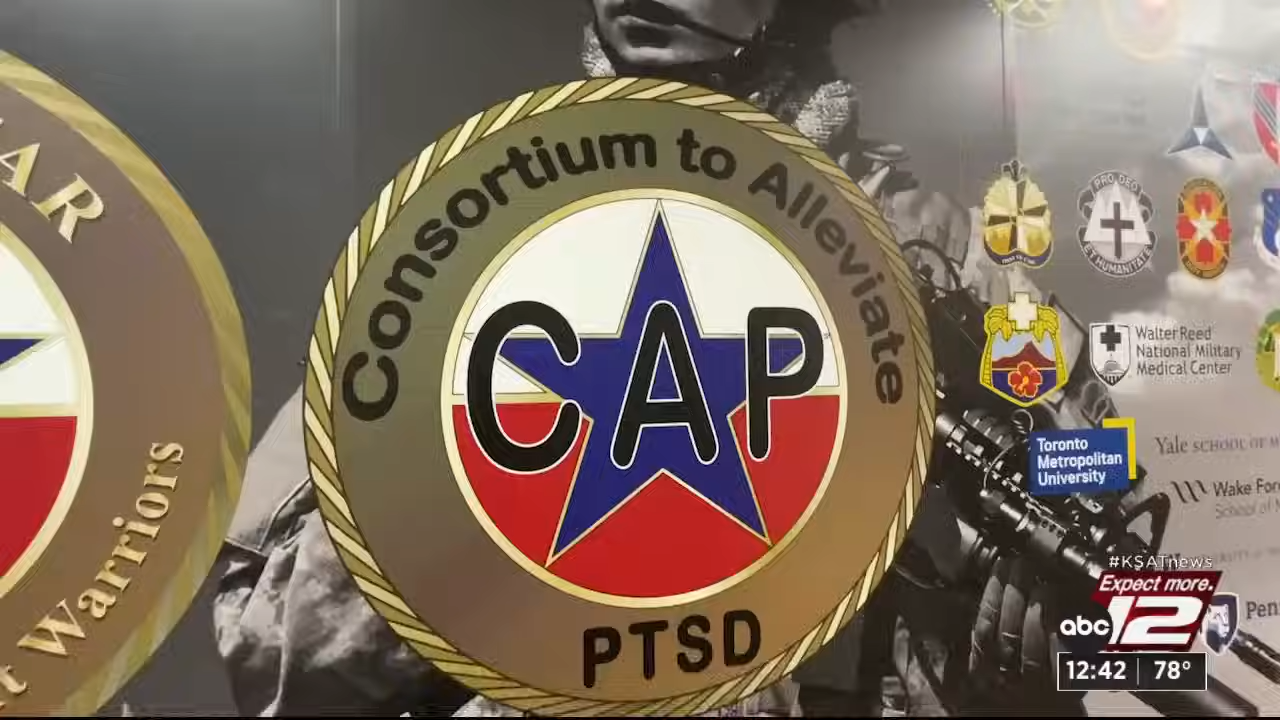 Consortium to Alleviate
CAP
PTSD
AR
Warriors
PRO DEO
ET HUMANITATE
Walter Reed
National Military
Medical Center
Toronto
Metropolitan
University
Yale SCHOOL OF
Wake
School of
#KSATnews
Expect more.
abc 12
12:42 78°